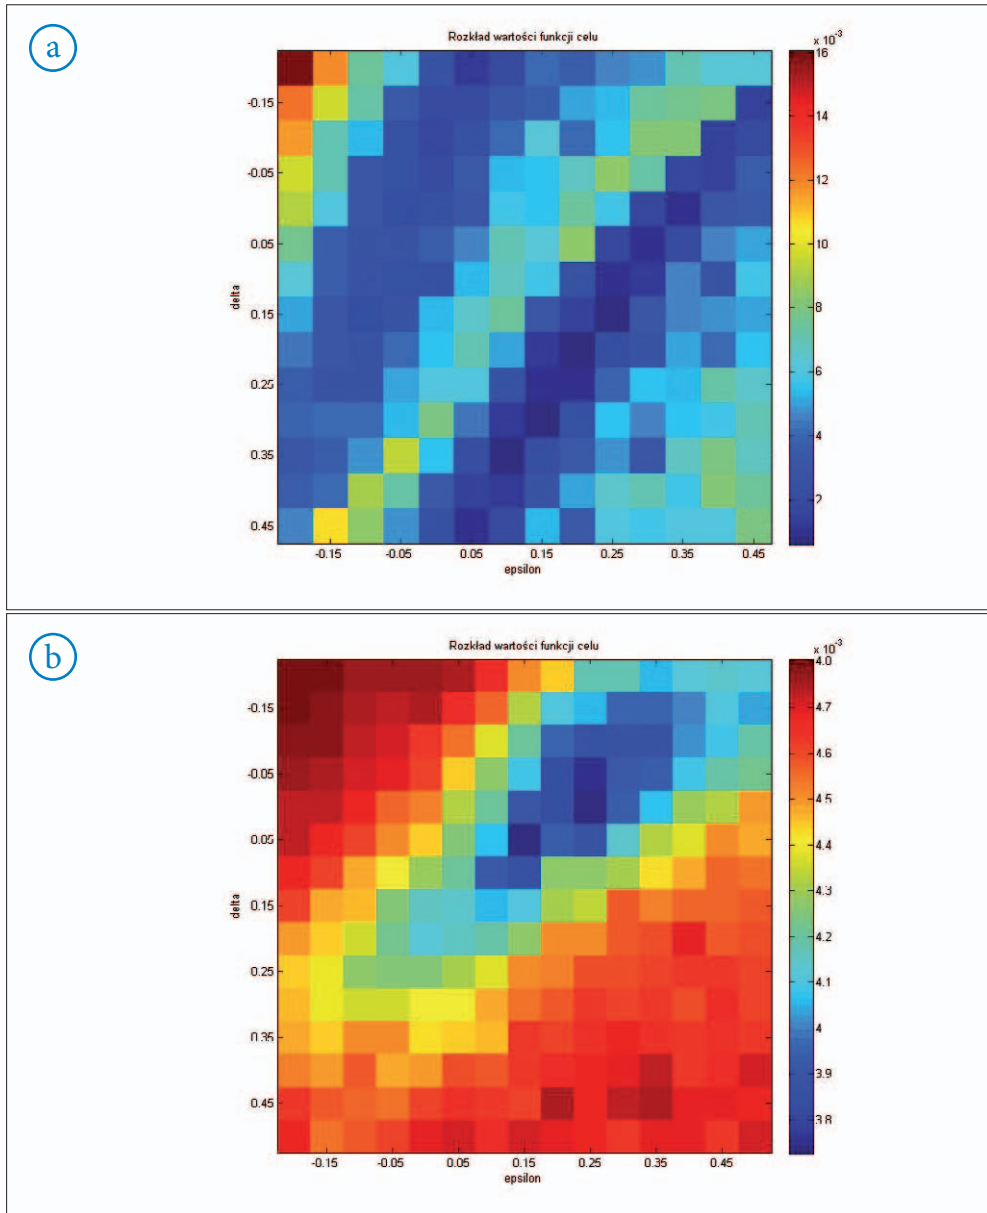 a
Rozkład wartości funkcji celu
x 10⁻³
16
14
12
10
8
6
4
2
-0.15
-0.05
0.05
0.15
0.25
0.35
0.45
delta
-0.15 -0.05 0.05 0.15 0.25 0.35 0.45
epsilon
b
Rozkład wartości funkcji celu
x 10⁻³
4.0
4.7
4.6
4.5
4.4
4.3
4.2
4.1
4
3.9
3.8
-0.15
-0.05
0.05
0.15
0.25
0.35
0.45
delta
-0.15 -0.05 0.05 0.15 0.25 0.35 0.45
epsilon